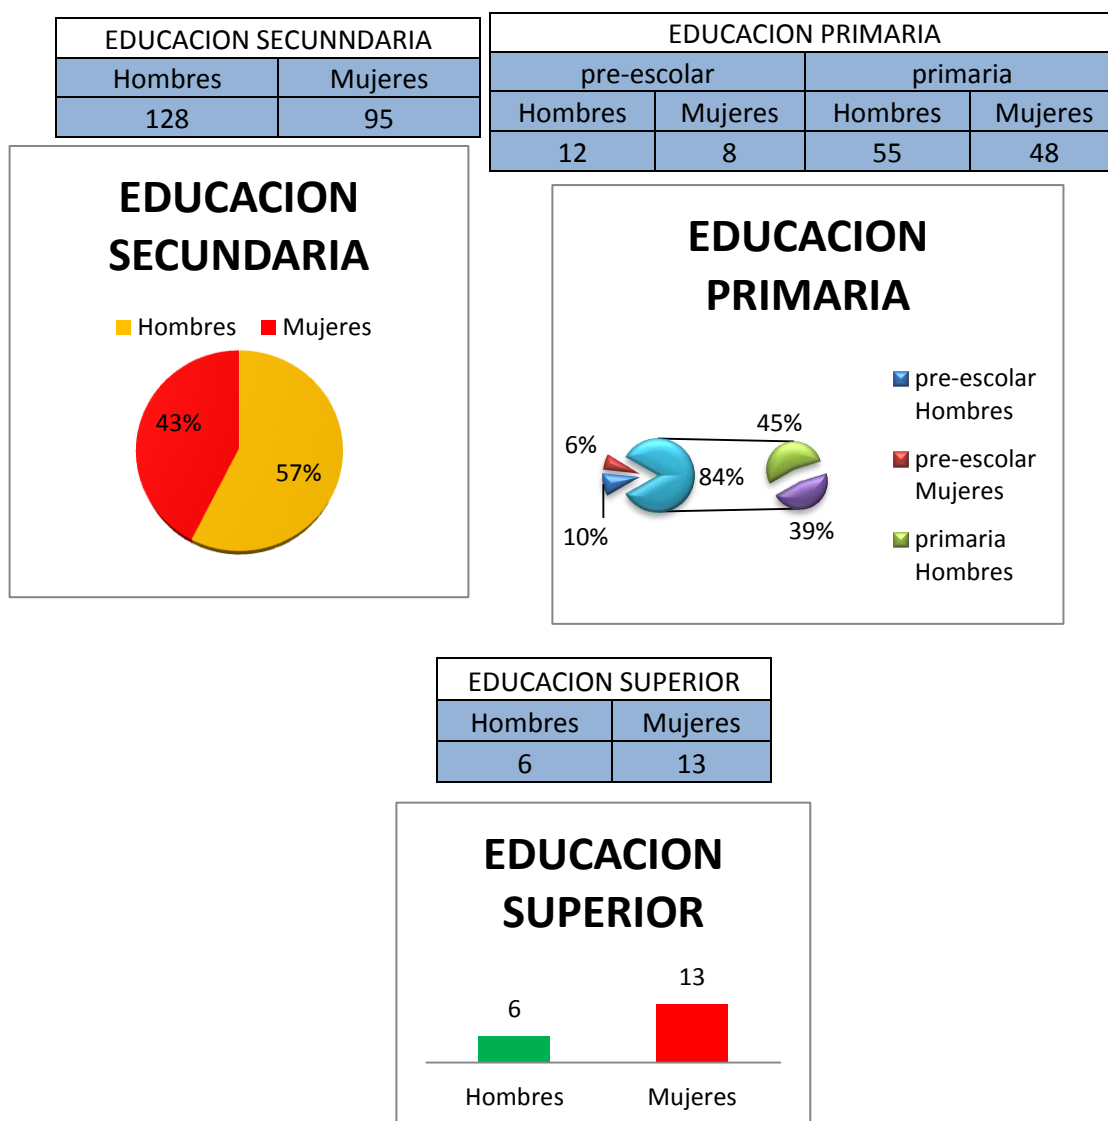 EDUCACION SECUNNDARIA
Hombres Mujeres
128 95
EDUCACION PRIMARIA
pre-escolar primaria
Hombres Mujeres Hombres Mujeres
12 8 55 48
EDUCACION
SECUNDARIA
Hombres Mujeres
43%
57%
EDUCACION
PRIMARIA
45%
6%
84%
10%
39%
pre-escolar
Hombres
pre-escolar
Mujeres
primaria
Hombres
EDUCACION SUPERIOR
Hombres Mujeres
6 13
EDUCACION
SUPERIOR
13
6
Hombres Mujeres